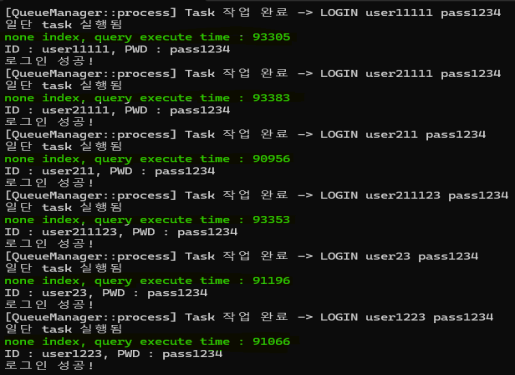 [QueueManager::process] Task 작업 완료 -> LOGIN user11111 pass1234
일단 task 실행됨
none index, query execute time : 93305
ID : user11111, PWD : pass1234
로그인 성공!
[QueueManager::process] Task 작업 완료 -> LOGIN user21111 pass1234
일단 task 실행됨
none index, query execute time : 93383
ID : user21111, PWD : pass1234
로그인 성공!
[QueueManager::process] Task 작업 완료 -> LOGIN user211 pass1234
일단 task 실행됨
none index, query execute time : 90956
ID : user211, PWD : pass1234
로그인 성공!
[QueueManager::process] Task 작업 완료 -> LOGIN user211123 pass1234
일단 task 실행됨
none index, query execute time : 93353
ID : user211123, PWD : pass1234
로그인 성공!
[QueueManager::process] Task 작업 완료 -> LOGIN user23 pass1234
일단 task 실행됨
none index, query execute time : 91196
ID : user23, PWD : pass1234
로그인 성공!
[QueueManager::process] Task 작업 완료 -> LOGIN user1223 pass1234
일단 task 실행됨
none index, query execute time : 91066
ID : user1223, PWD : pass1234
로그인 성공!